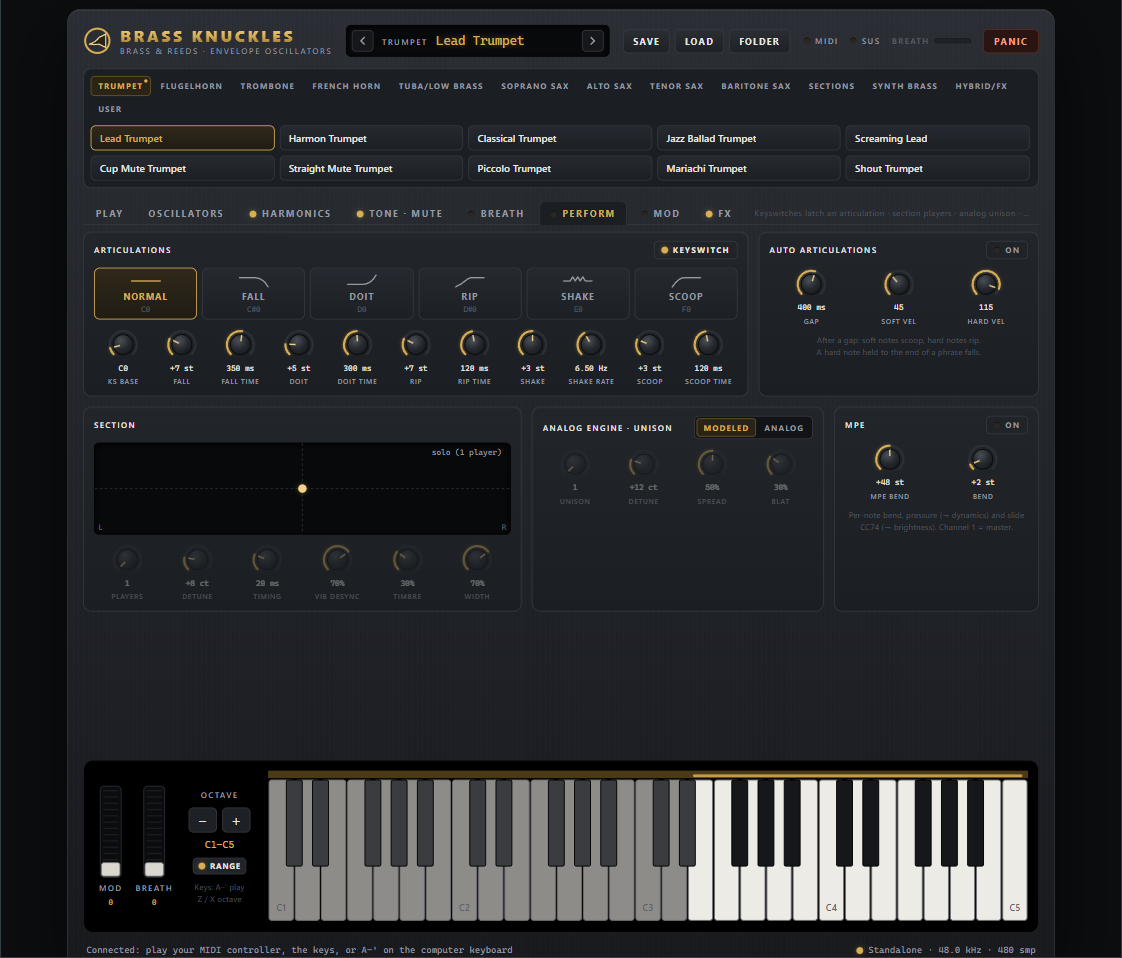 BRASS KNUCKLES
BRASS & REEDS · ENVELOPE OSCILLATORS
TRUMPET Lead Trumpet
SAVE LOAD FOLDER MIDI SUS BREATH PANIC
TRUMPET FLUGELHORN TROMBONE FRENCH HORN TUBA/LOW BRASS SOPRANO SAX ALTO SAX TENOR SAX BARITONE SAX SECTIONS SYNTH BRASS HYBRID/FX
USER
Lead Trumpet Harmon Trumpet Classical Trumpet Jazz Ballad Trumpet Screaming Lead
Cup Mute Trumpet Straight Mute Trumpet Piccolo Trumpet Mariachi Trumpet Shout Trumpet
PLAY OSCILLATORS HARMONICS TONE · MUTE BREATH PERFORM MOD FX Keyswitches latch an articulation · section players · analog unison · ...
ARTICULATIONS KEYSWITCH
NORMAL FALL DOIT RIP SHAKE SCOOP
C0 C#0 D0 D#0 E0 F0
C0 +7 st 350 ms +5 st 300 ms +7 st 120 ms +3 st 6.50 Hz +3 st 120 ms
KS BASE FALL FALL TIME DOIT DOIT TIME RIP RIP TIME SHAKE SHAKE RATE SCOOP SCOOP TIME
AUTO ARTICULATIONS ON
400 ms 45 115
GAP SOFT VEL HARD VEL
After a gap: soft notes scoop, hard notes rip.
A hard note held to the end of a phrase falls.
SECTION
solo (1 player)
L R
1 +8 ct 20 ms 70% 30% 70%
PLAYERS DETUNE TIMING VIB DESYNC TIMBRE WIDTH
ANALOG ENGINE · UNISON MODELED ANALOG
1 +12 ct 50% 30%
UNISON DETUNE SPREAD BLAT
MPE ON
+48 st +2 st
MPE BEND BEND
Per-note bend, pressure (→ dynamics) and slide
CC74 (→ brightness). Channel 1 = master.
OCTAVE
− +
C1–C5
RANGE
Keys: A–' play
Z / X octave
MOD BREATH
0 0
C1 C2 C3 C4 C5
Connected: play your MIDI controller, the keys, or A–' on the computer keyboard
Standalone · 48.0 kHz · 480 smp